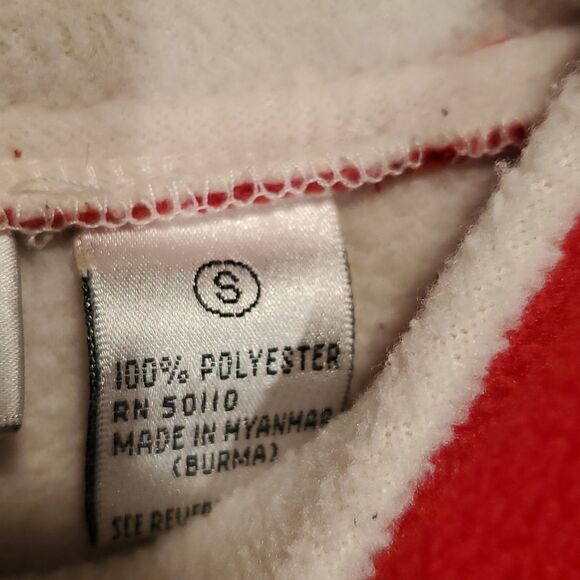 S
100% POLYESTER
RN 50110
MADE IN MYANMAR
(BURMA)
SEE